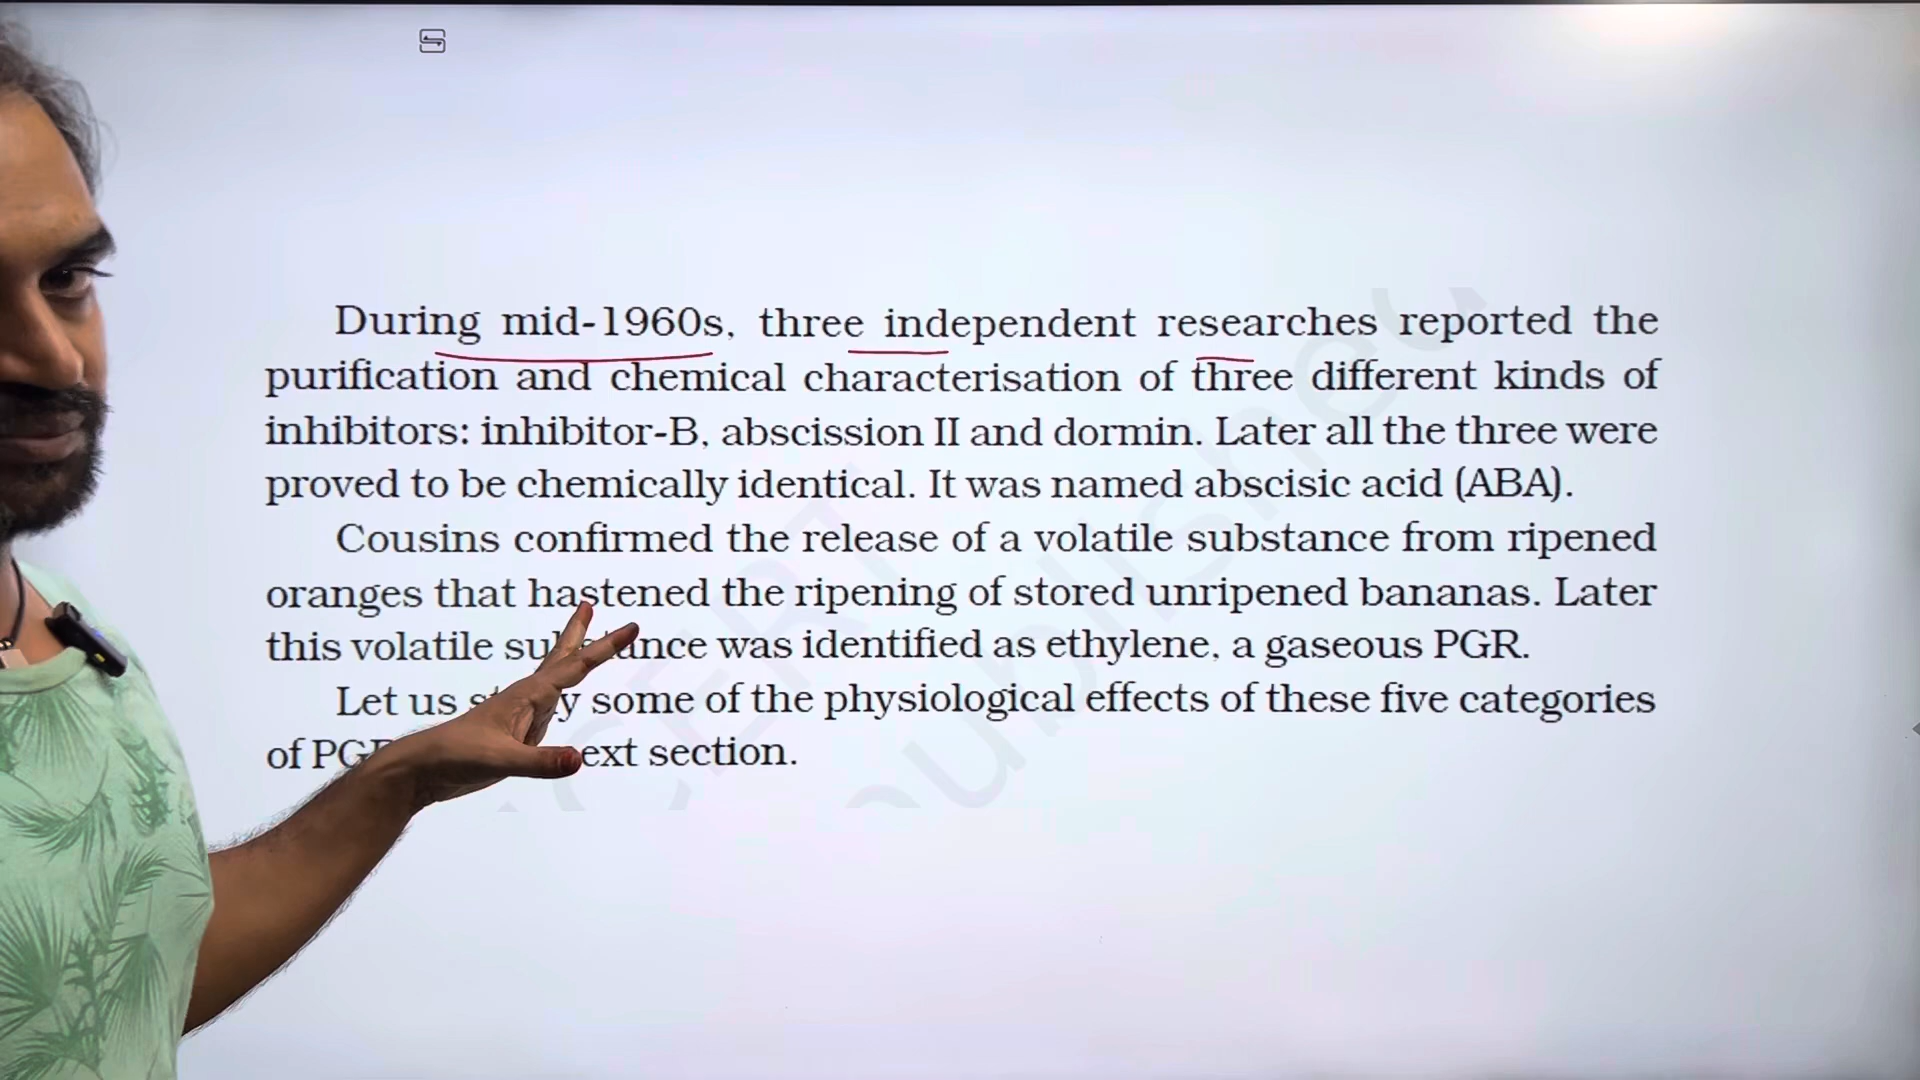 During mid-1960s, three independent researches reported the
purification and chemical characterisation of three different kinds of
inhibitors: inhibitor-B, abscission II and dormin. Later all the three were
proved to be chemically identical. It was named abscisic acid (ABA).
Cousins confirmed the release of a volatile substance from ripened
oranges that hastened the ripening of stored unripened bananas. Later
this volatile substance was identified as ethylene, a gaseous PGR.
Let us study some of the physiological effects of these five categories
of section.